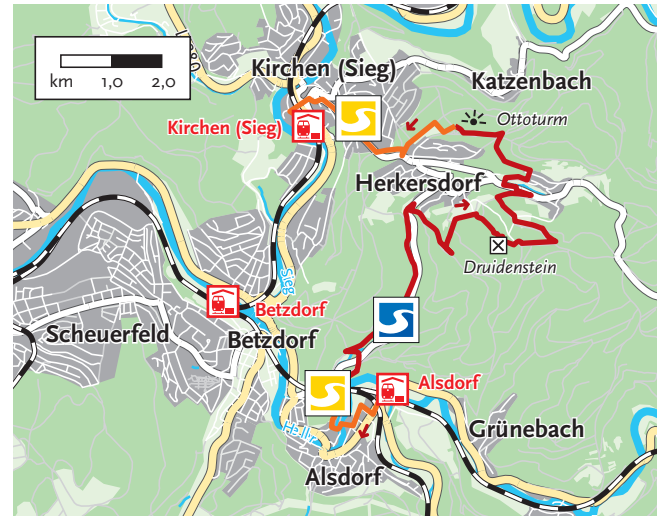 Kirchen (Sieg)
Katzenbach
km 1,0 2,0
Ottoturm
Kirchen (Sieg)
Herkersdorf
Druidenstein
Sieg
Betzdorf
Scheuerfeld
Betzdorf
Alsdorf
Grünebach
Alsdorf